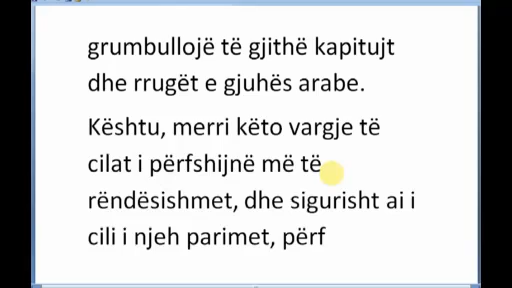 grumbullojë të gjithë kapitujt
dhe rrugët e gjuhës arabe.
Kështu, merri këto vargje të
cilat i përfshijnë më të
rëndësishmet, dhe sigurisht ai i
cili i njeh parimet, përf